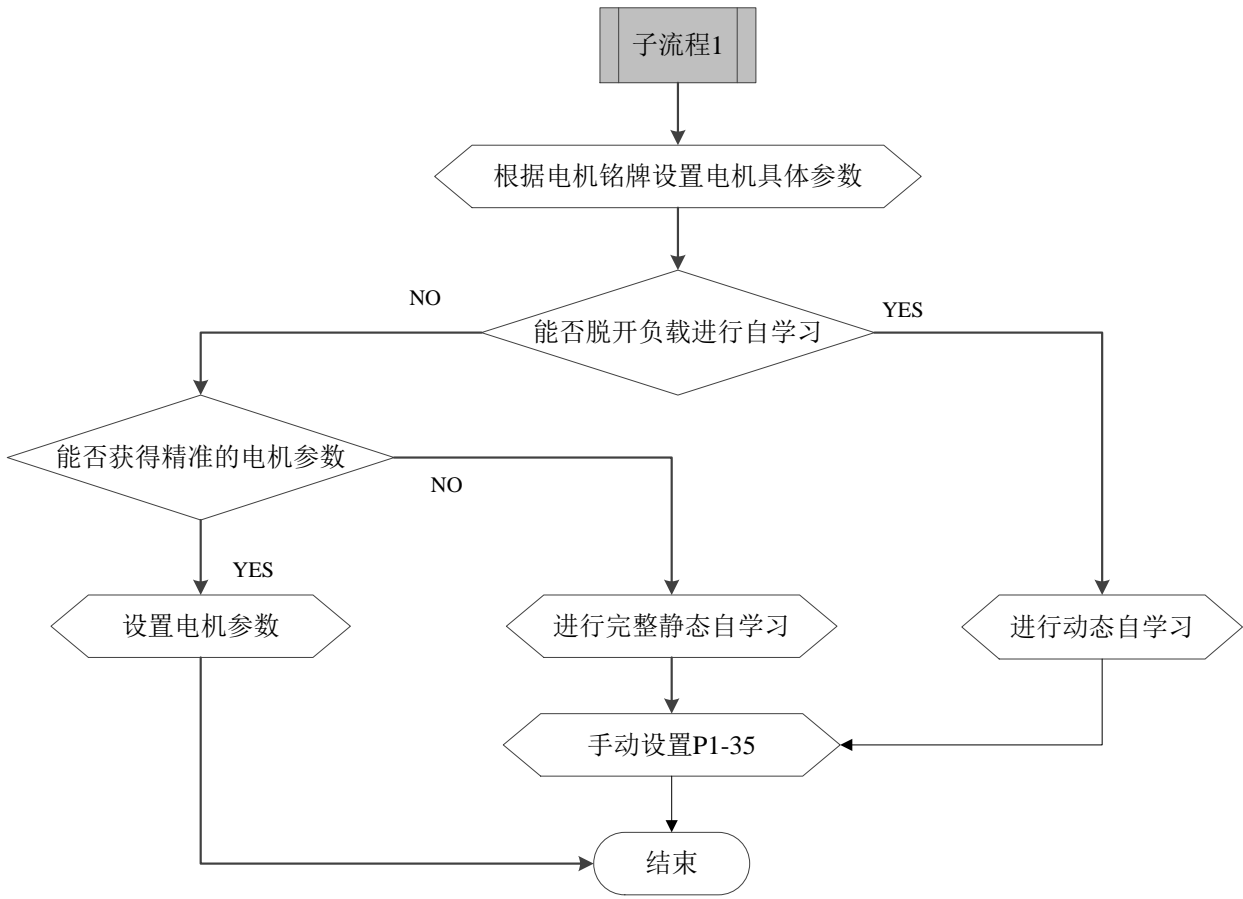 子流程1
根据电机铭牌设置电机具体参数
能否脱开负载进行自学习
NO
YES
能否获得精准的电机参数
NO
YES
设置电机参数
进行完整静态自学习
进行动态自学习
手动设置P1-35
结束